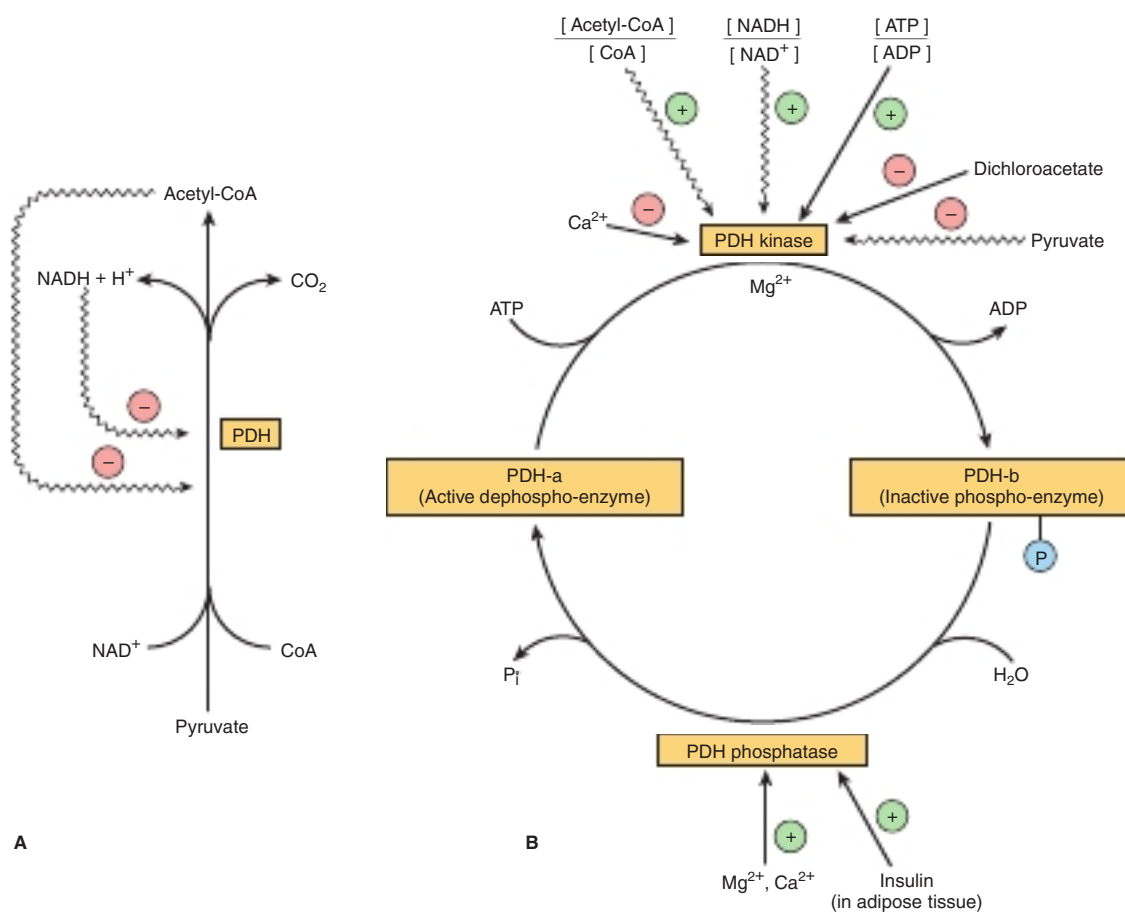 Acetyl-CoA
NADH + H⁺
CO₂
−
−
PDH
NAD⁺
CoA
Pyruvate
A
[ Acetyl-CoA ]
[ CoA ]
[ NADH ]
[ NAD⁺ ]
[ ATP ]
[ ADP ]
+
+
+
−
Dichloroacetate
−
Ca²⁺
−
Pyruvate
PDH kinase
Mg²⁺
ATP
ADP
PDH-a
(Active dephospho-enzyme)
PDH-b
(Inactive phospho-enzyme)
P
Pᵢ
H₂O
PDH phosphatase
+
+
Mg²⁺, Ca²⁺
Insulin
(in adipose tissue)
B